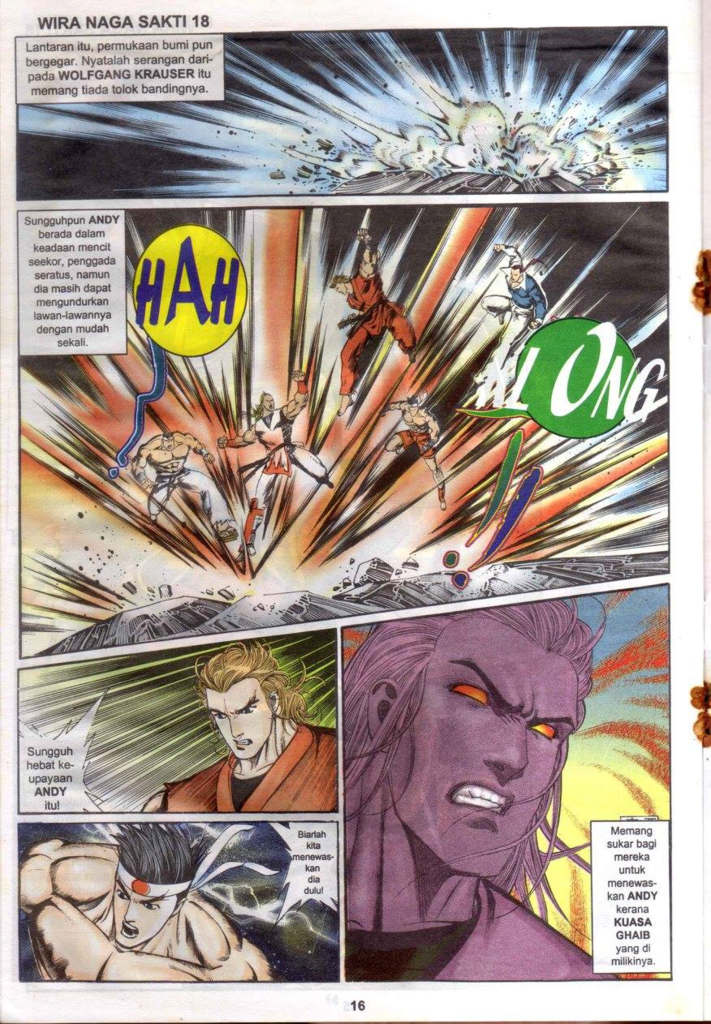 WIRA NAGA SAKTI 18
Lantaran itu, permukaan bumi pun
bergegar. Nyatalah serangan dari-
pada WOLFGANG KRAUSER itu
memang tiada tolok bandingnya.
Sungguhpun ANDY
berada dalam
keadaan mencit
seekor, penggada
seratus, namun
dia masih dapat
mengundurkan
lawan-lawannya
dengan mudah
sekali.
HAH
LONG
Sungguh
hebat ke-
upayaan
ANDY
itu!
Biarlah
kita
menewas-
kan
dia
dulu!
Memang
sukar bagi
mereka
untuk
menewas-
kan ANDY
kerana
KUASA
GHAIB
yang di
milikinya.
16